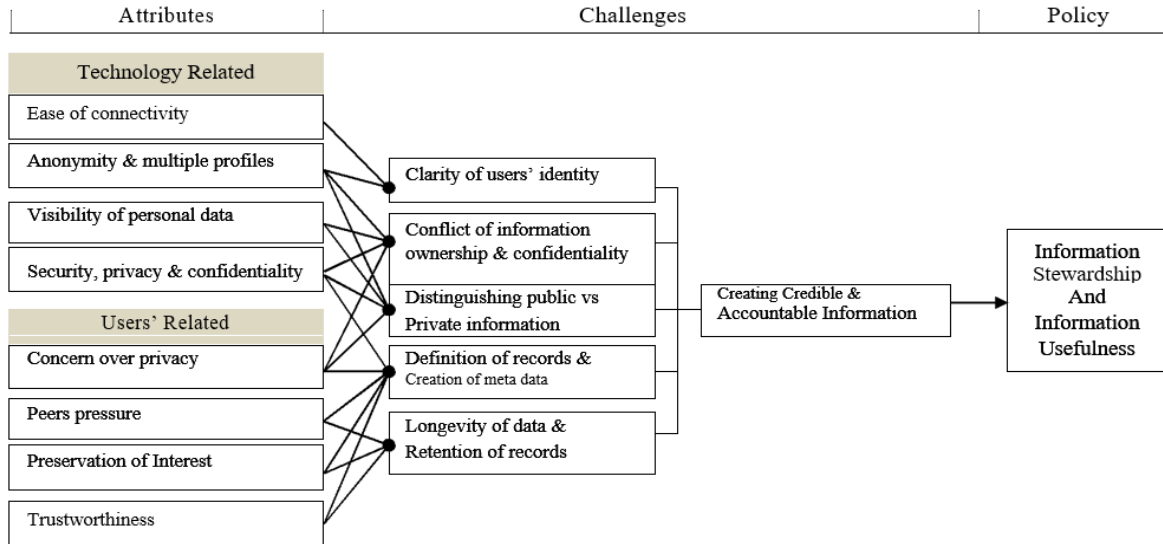 Attributes
Challenges
Policy
Technology Related
Ease of connectivity
Anonymity & multiple profiles
Visibility of personal data
Security, privacy & confidentiality
Users' Related
Concern over privacy
Peers pressure
Preservation of Interest
Trustworthiness
Clarity of users' identity
Conflict of information
ownership & confidentiality
Distinguishing public vs
Private information
Definition of records &
Creation of meta data
Longevity of data &
Retention of records
Creating Credible &
Accountable Information
Information
Stewardship
And
Information
Usefulness